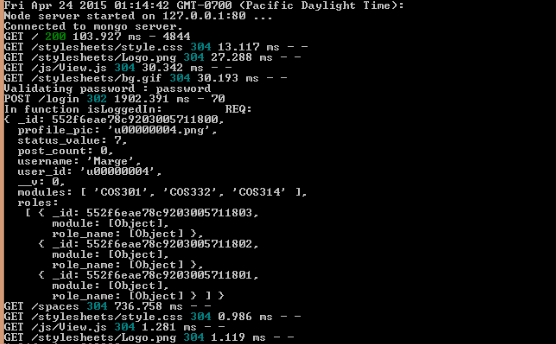 Fri Apr 24 2015 01:14:42 GMT-0700 (Pacific Daylight Time):
Node server started on 127.0.0.1:80 ...
Connected to mongo server.
GET / 200 103.927 ms - 4844
GET /stylesheets/style.css 304 13.117 ms - -
GET /stylesheets/Logo.png 304 27.288 ms - -
GET /js/View.js 304 30.342 ms - -
GET /stylesheets/bg.gif 304 30.193 ms - -
Validating password : password
POST /login 302 1902.391 ms - 70
In function isLoggedIn: REQ:
{ _id: 552f6eae78c9203005711800,
profile_pic: 'u00000004.png',
status_value: 7,
post_count: 0,
username: 'Marge',
user_id: 'u00000004',
__v: 0,
modules: [ 'COS301', 'COS332', 'COS314' ],
roles:
[ { _id: 552f6eae78c9203005711803,
module: [Object],
role_name: [Object] },
{ _id: 552f6eae78c9203005711802,
module: [Object],
role_name: [Object] },
{ _id: 552f6eae78c9203005711801,
module: [Object],
role_name: [Object] } ] }
GET /spaces 304 736.758 ms - -
GET /stylesheets/style.css 304 0.986 ms - -
GET /js/View.js 304 1.281 ms - -
GET /stylesheets/Logo.png 304 1.119 ms - -